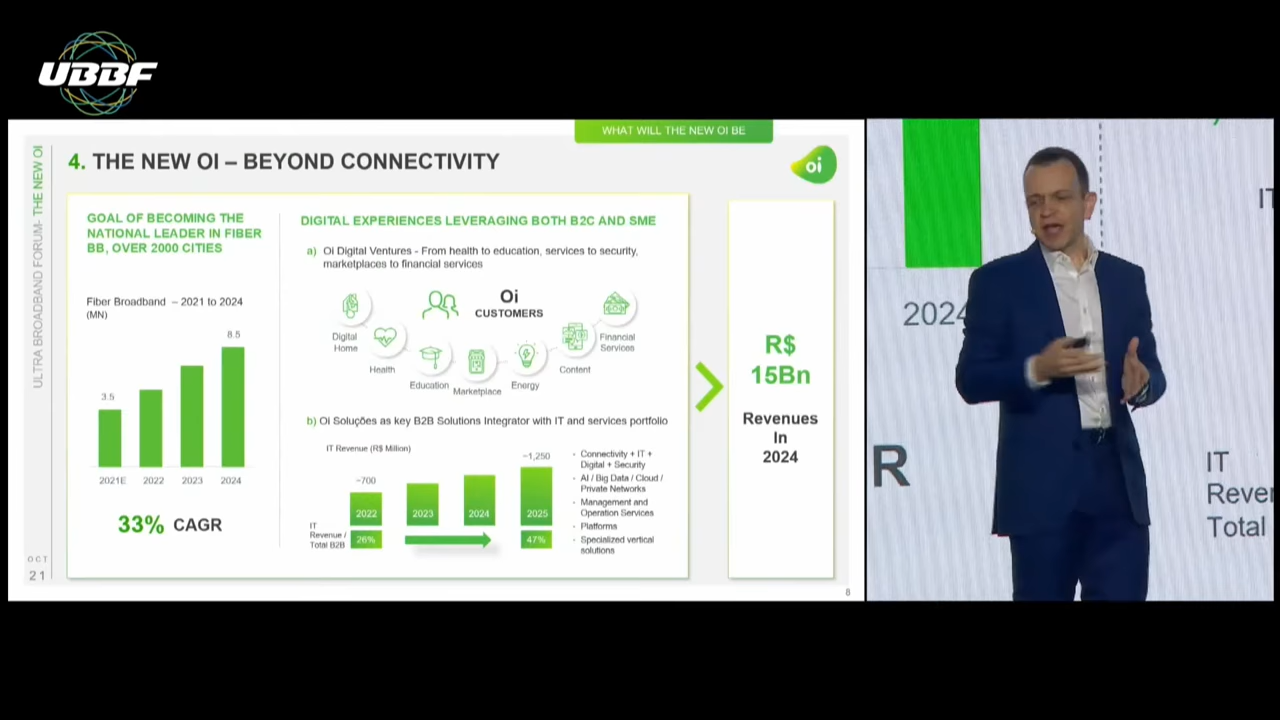 UBBF
WHAT WILL THE NEW OI BE
ULTRA BROADBAND FORUM- THE NEW OI
4. THE NEW OI – BEYOND CONNECTIVITY
oi
GOAL OF BECOMING THE
NATIONAL LEADER IN FIBER
BB, OVER 2000 CITIES
Fiber Broadband – 2021 to 2024
(MN)
8.5
3.5
2021E 2022 2023 2024
33% CAGR
DIGITAL EXPERIENCES LEVERAGING BOTH B2C AND SME
a) Oi Digital Ventures - From health to education, services to security,
marketplaces to financial services
Oi
CUSTOMERS
Digital
Home
Health
Education
Marketplace
Energy
Content
Financial
Services
b) Oi Soluções as key B2B Solutions Integrator with IT and services portfolio
IT Revenue (R$ Million)
~700
~1,250
2022 2023 2024 2025
IT
Revenue /
Total B2B
26%
47%
- Connectivity + IT +
Digital + Security
- AI / Big Data / Cloud /
Private Networks
- Management and
Operation Services
- Platforms
- Specialized vertical
solutions
R$
15Bn
Revenues
In
2024
OCT
21
8
2024
IT
R
IT
Rever
Total